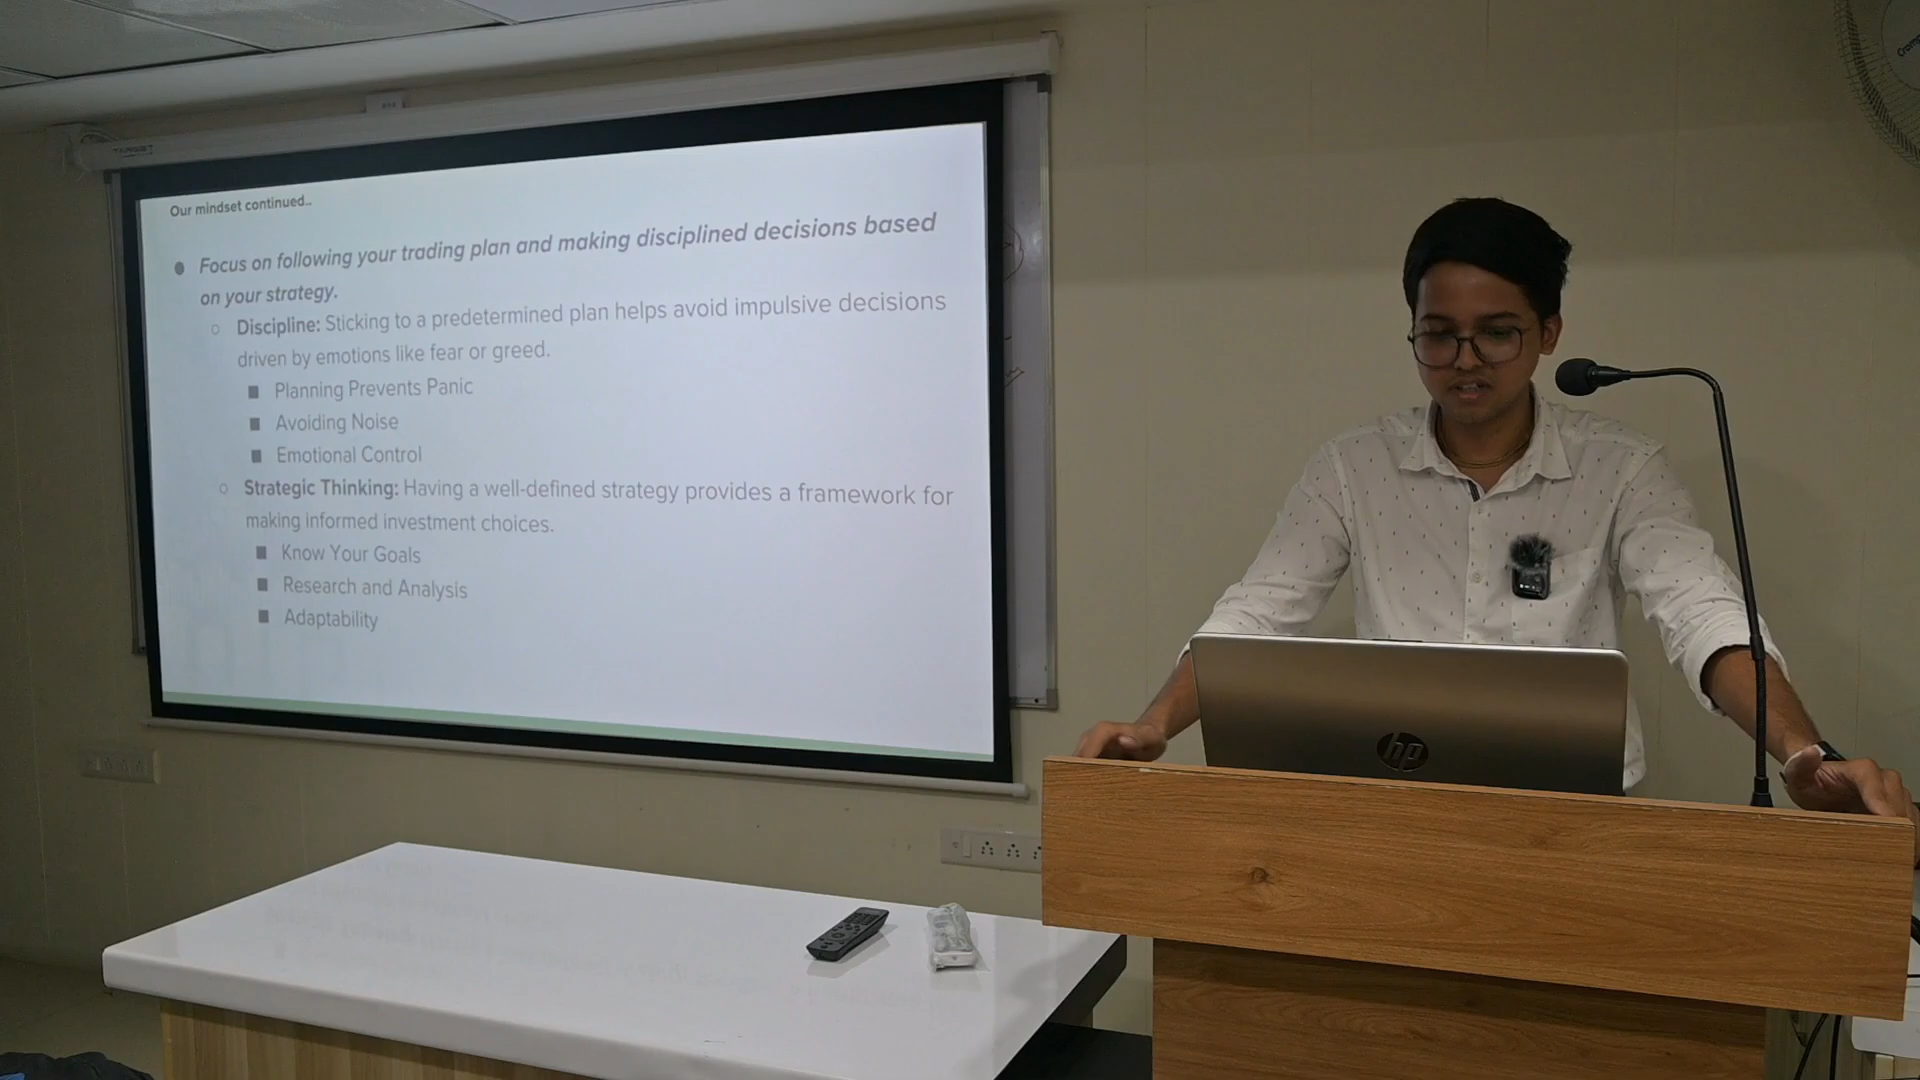 Our mindset continued..
Focus on following your trading plan and making disciplined decisions based
on your strategy.
Discipline: Sticking to a predetermined plan helps avoid impulsive decisions
driven by emotions like fear or greed.
Planning Prevents Panic
Avoiding Noise
Emotional Control
Strategic Thinking: Having a well-defined strategy provides a framework for
making informed investment choices.
Know Your Goals
Research and Analysis
Adaptability
hp